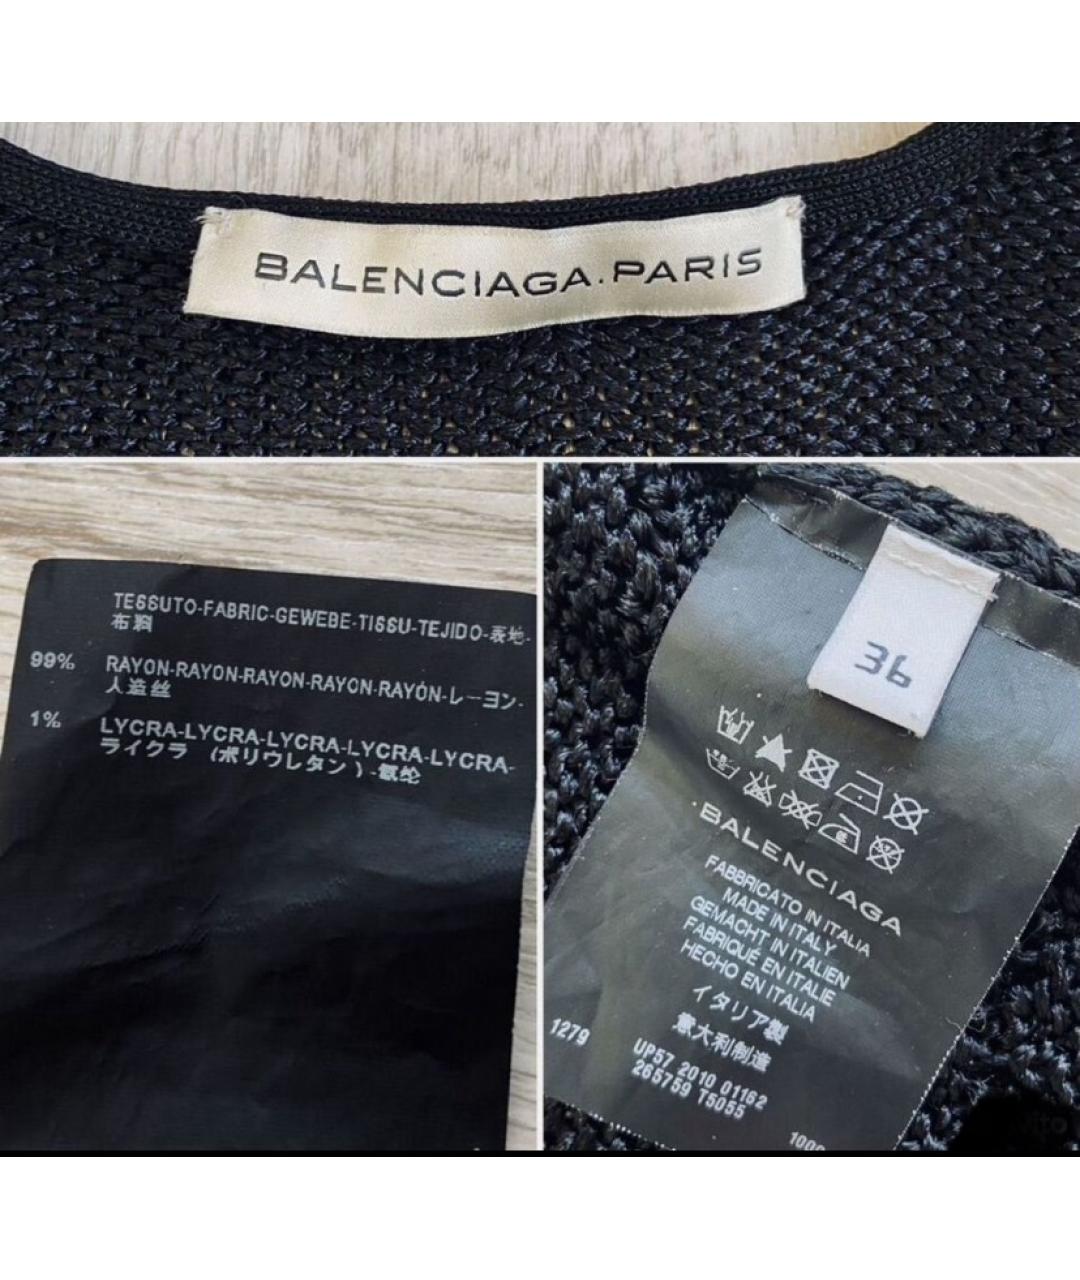 BALENCIAGA.PARIS
TESSUTO-FABRIC-GEWEBE-TISSU-TEJIDO-表地-
布料
99% RAYON-RAYON-RAYON-RAYON-RAYÓN-レーヨン-
人造丝
1% LYCRA-LYCRA-LYCRA-LYCRA-LYCRA-
ライクラ (ポリウレタン)-氨纶
36
BALENCIAGA
FABBRICATO IN ITALIA
MADE IN ITALY
GEMACHT IN ITALIEN
FABRIQUÉ EN ITALIE
HECHO EN ITALIA
イタリア製
意大利制造
1279
UP57 2010 01162
265759 T5055